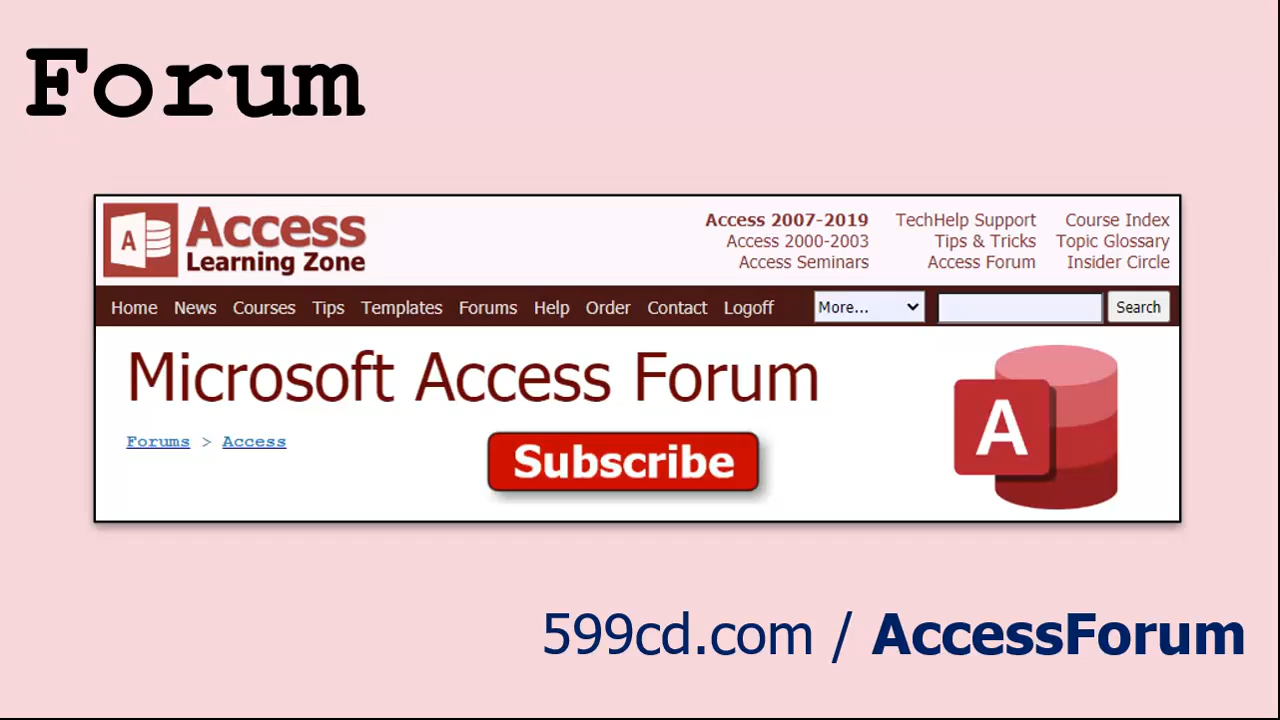 Forum
A Access
Learning Zone
Access 2007-2019 TechHelp Support Course Index
Access 2000-2003 Tips & Tricks Topic Glossary
Access Seminars Access Forum Insider Circle
Home News Courses Tips Templates Forums Help Order Contact Logoff More... Search
Microsoft Access Forum
A
Forums > Access
Subscribe
599cd.com / AccessForum